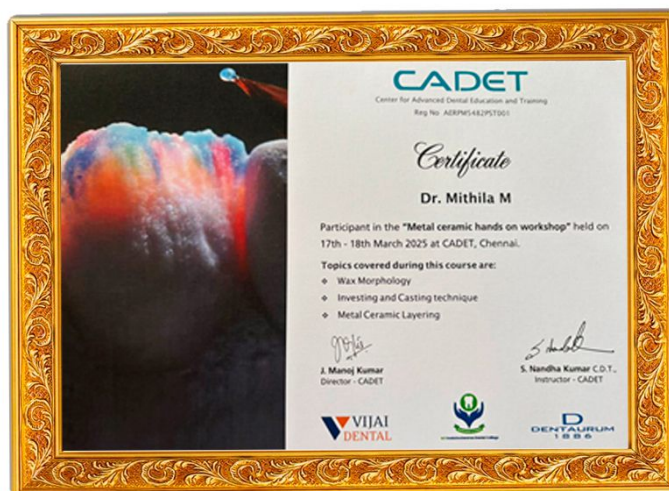 CADET
Center for Advanced Dental Education and Training
Reg No AERPM5482PST001
Certificate
Dr. Mithila M
Participant in the "Metal ceramic hands on workshop" held on
17th - 18th March 2025 at CADET, Chennai.
Topics covered during this course are:
❖ Wax Morphology
❖ Investing and Casting technique
❖ Metal Ceramic Layering
J. Manoj Kumar
Director - CADET
S. Nandha Kumar C.D.T.,
Instructor - CADET
VIJAI
DENTAL
D
DENTAURUM
1886